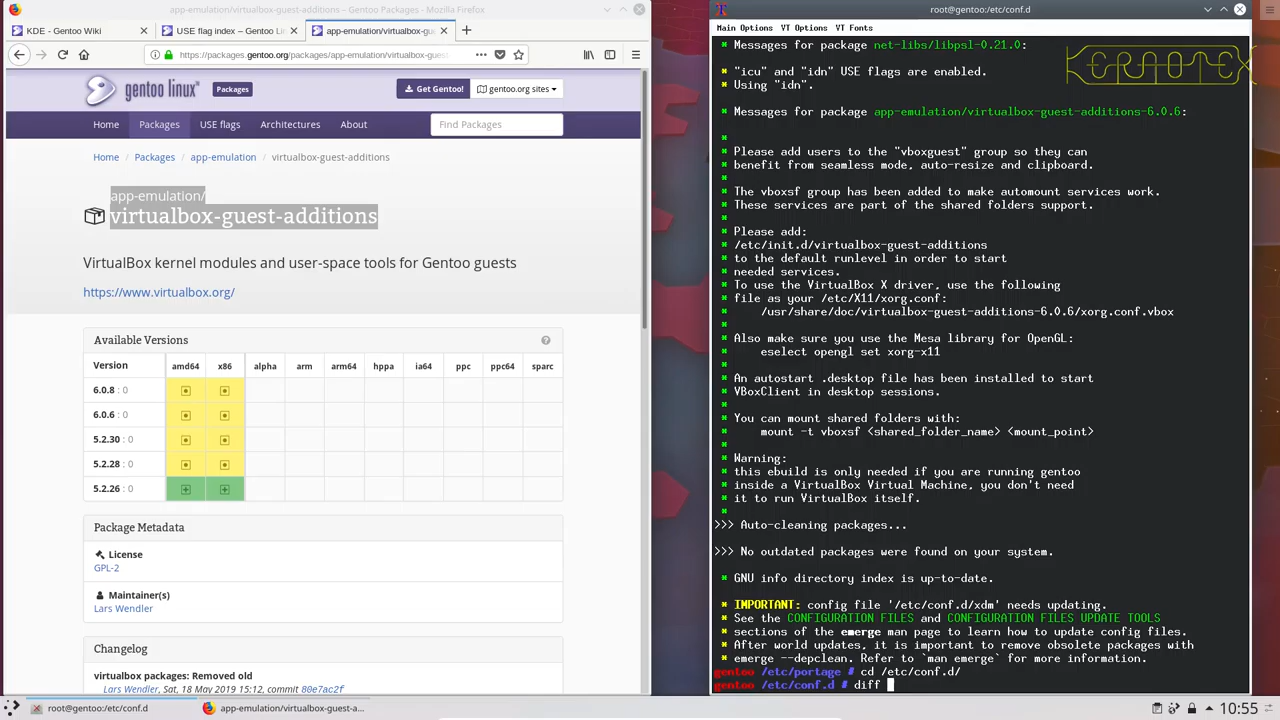 app-emulation/virtualbox-guest-additions – Gentoo Packages - Mozilla Firefox
KDE - Gentoo Wiki
USE flag index – Gentoo Li
app-emulation/virtualbox-gu
https://packages.gentoo.org/packages/app-emulation/virtualbox-gues
gentoo linux
Packages
Get Gentoo!
gentoo.org sites
Home
Packages
USE flags
Architectures
About
Find Packages
Home / Packages / app-emulation / virtualbox-guest-additions
app-emulation/
virtualbox-guest-additions
VirtualBox kernel modules and user-space tools for Gentoo guests
https://www.virtualbox.org/
Available Versions
Version amd64 x86 alpha arm arm64 hppa ia64 ppc ppc64 sparc
6.0.8 : 0
6.0.6 : 0
5.2.30 : 0
5.2.28 : 0
5.2.26 : 0
Package Metadata
License
GPL-2
Maintainer(s)
Lars Wendler
Changelog
virtualbox packages: Removed old
Lars Wendler, Sat, 18 May 2019 15:12, commit 80e7ac2f
root@gentoo:/etc/conf.d
Main Options VT Options VT Fonts
KERNOTEX
* Messages for package net-libs/libpsl-0.21.0:
* "icu" and "idn" USE flags are enabled.
* Using "idn".
* Messages for package app-emulation/virtualbox-guest-additions-6.0.6:
*
* Please add users to the "vboxguest" group so they can
* benefit from seamless mode, auto-resize and clipboard.
*
* The vboxsf group has been added to make automount services work.
* These services are part of the shared folders support.
*
* Please add:
* /etc/init.d/virtualbox-guest-additions
* to the default runlevel in order to start
* needed services.
* To use the VirtualBox X driver, use the following
* file as your /etc/X11/xorg.conf:
* /usr/share/doc/virtualbox-guest-additions-6.0.6/xorg.conf.vbox
*
* Also make sure you use the Mesa library for OpenGL:
* eselect opengl set xorg-x11
*
* An autostart .desktop file has been installed to start
* VBoxClient in desktop sessions.
*
* You can mount shared folders with:
* mount -t vboxsf <shared_folder_name> <mount_point>
*
* Warning:
* this ebuild is only needed if you are running gentoo
* inside a VirtualBox Virtual Machine, you don't need
* it to run VirtualBox itself.
*
>>> Auto-cleaning packages...
>>> No outdated packages were found on your system.
* GNU info directory index is up-to-date.
* IMPORTANT: config file '/etc/conf.d/xdm' needs updating.
* See the CONFIGURATION FILES and CONFIGURATION FILES UPDATE TOOLS
* sections of the emerge man page to learn how to update config files.
* After world updates, it is important to remove obsolete packages with
* emerge --depclean. Refer to `man emerge` for more information.
gentoo /etc/portage # cd /etc/conf.d/
gentoo /etc/conf.d # diff
root@gentoo:/etc/conf.d
app-emulation/virtualbox-guest-a...
10:55